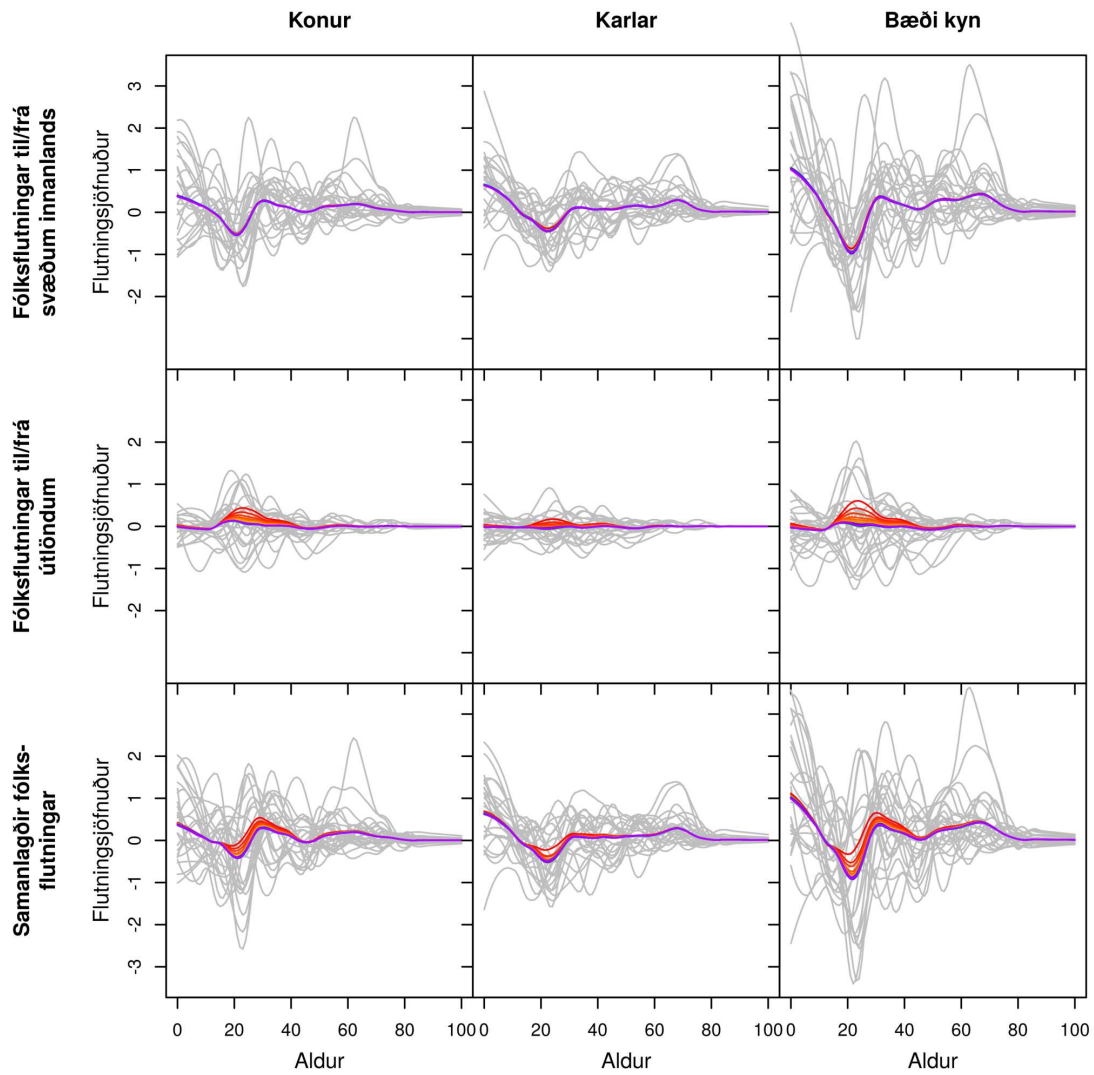 Konur Karlar Bæði kyn
Fólksflutningar til/frá
svæðum innanlands
Flutningsjöfnuður
3
2
1
0
-1
-2
Fólksflutningar til/frá
útlöndum
Flutningsjöfnuður
2
1
0
-1
-2
Samanlagðir fólks-
flutningar
Flutningsjöfnuður
2
1
0
-1
-2
-3
0 20 40 60 80 100 0 20 40 60 80 100 0 20 40 60 80 100
Aldur Aldur Aldur